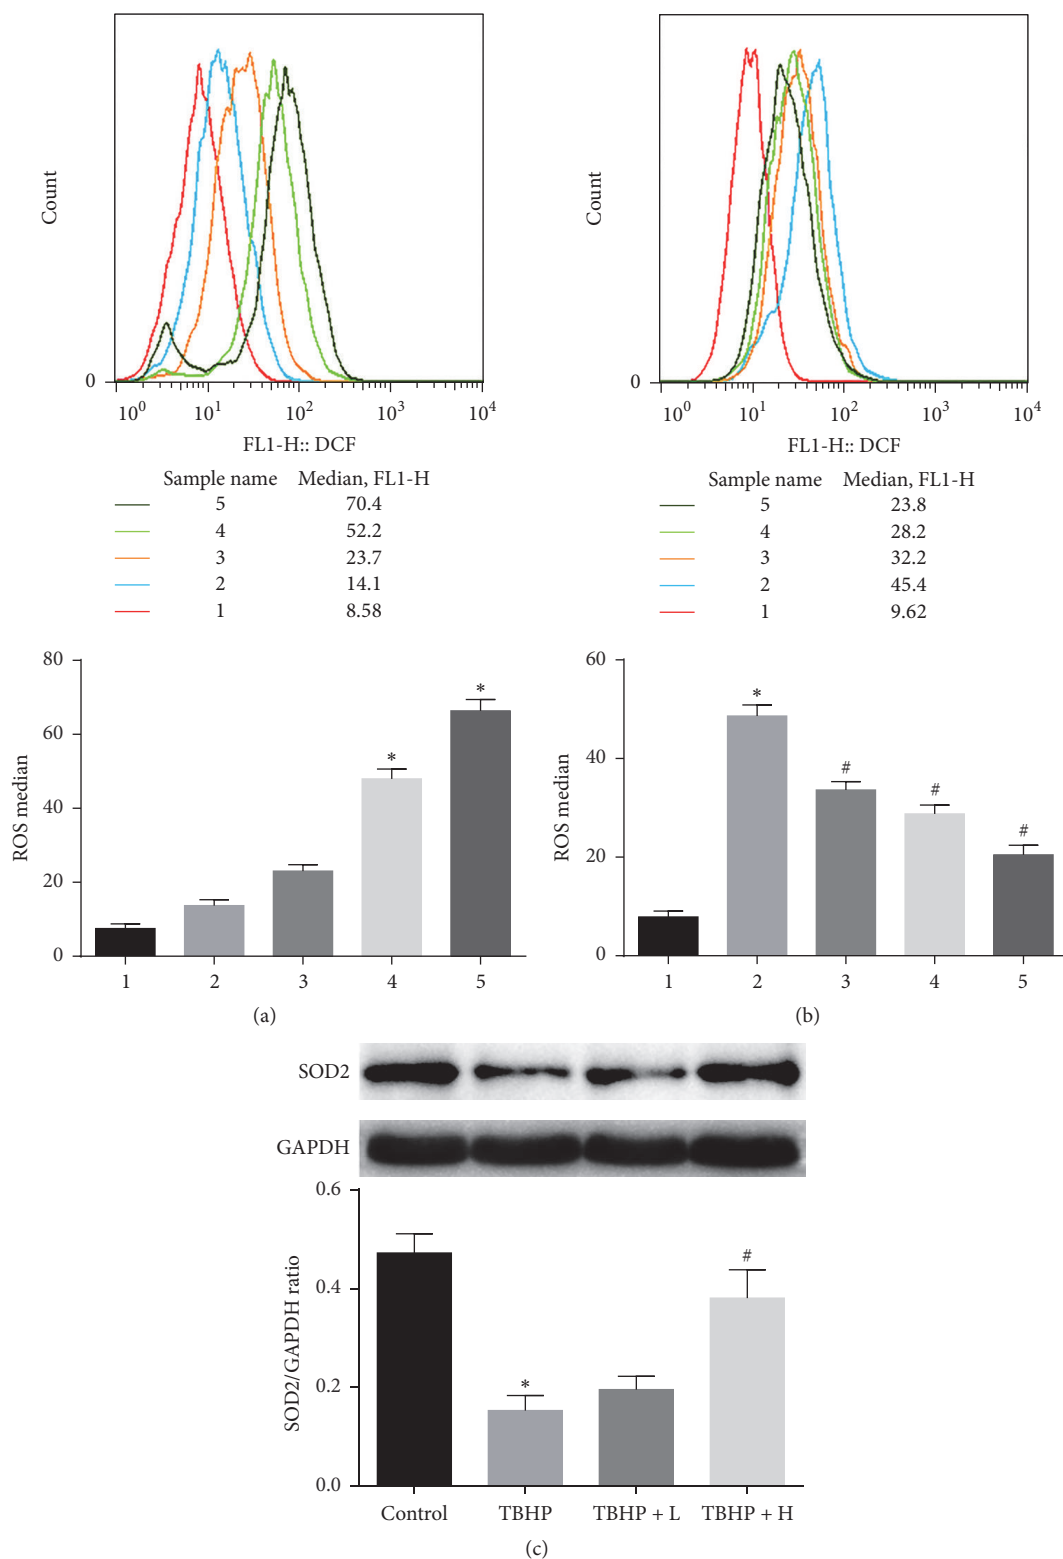 Count
0
10^0 10^1 10^2 10^3 10^4
FL1-H:: DCF
Sample name Median, FL1-H
5 70.4
4 52.2
3 23.7
2 14.1
1 8.58
Count
0
10^0 10^1 10^2 10^3 10^4
FL1-H:: DCF
Sample name Median, FL1-H
5 23.8
4 28.2
3 32.2
2 45.4
1 9.62
ROS median
80
60
40
20
0
* *
1 2 3 4 5
(a)
ROS median
60
40
20
0
* # # #
1 2 3 4 5
(b)
SOD2
GAPDH
SOD2/GAPDH ratio
0.6
0.4
0.2
0.0
* #
Control TBHP TBHP + L TBHP + H
(c)